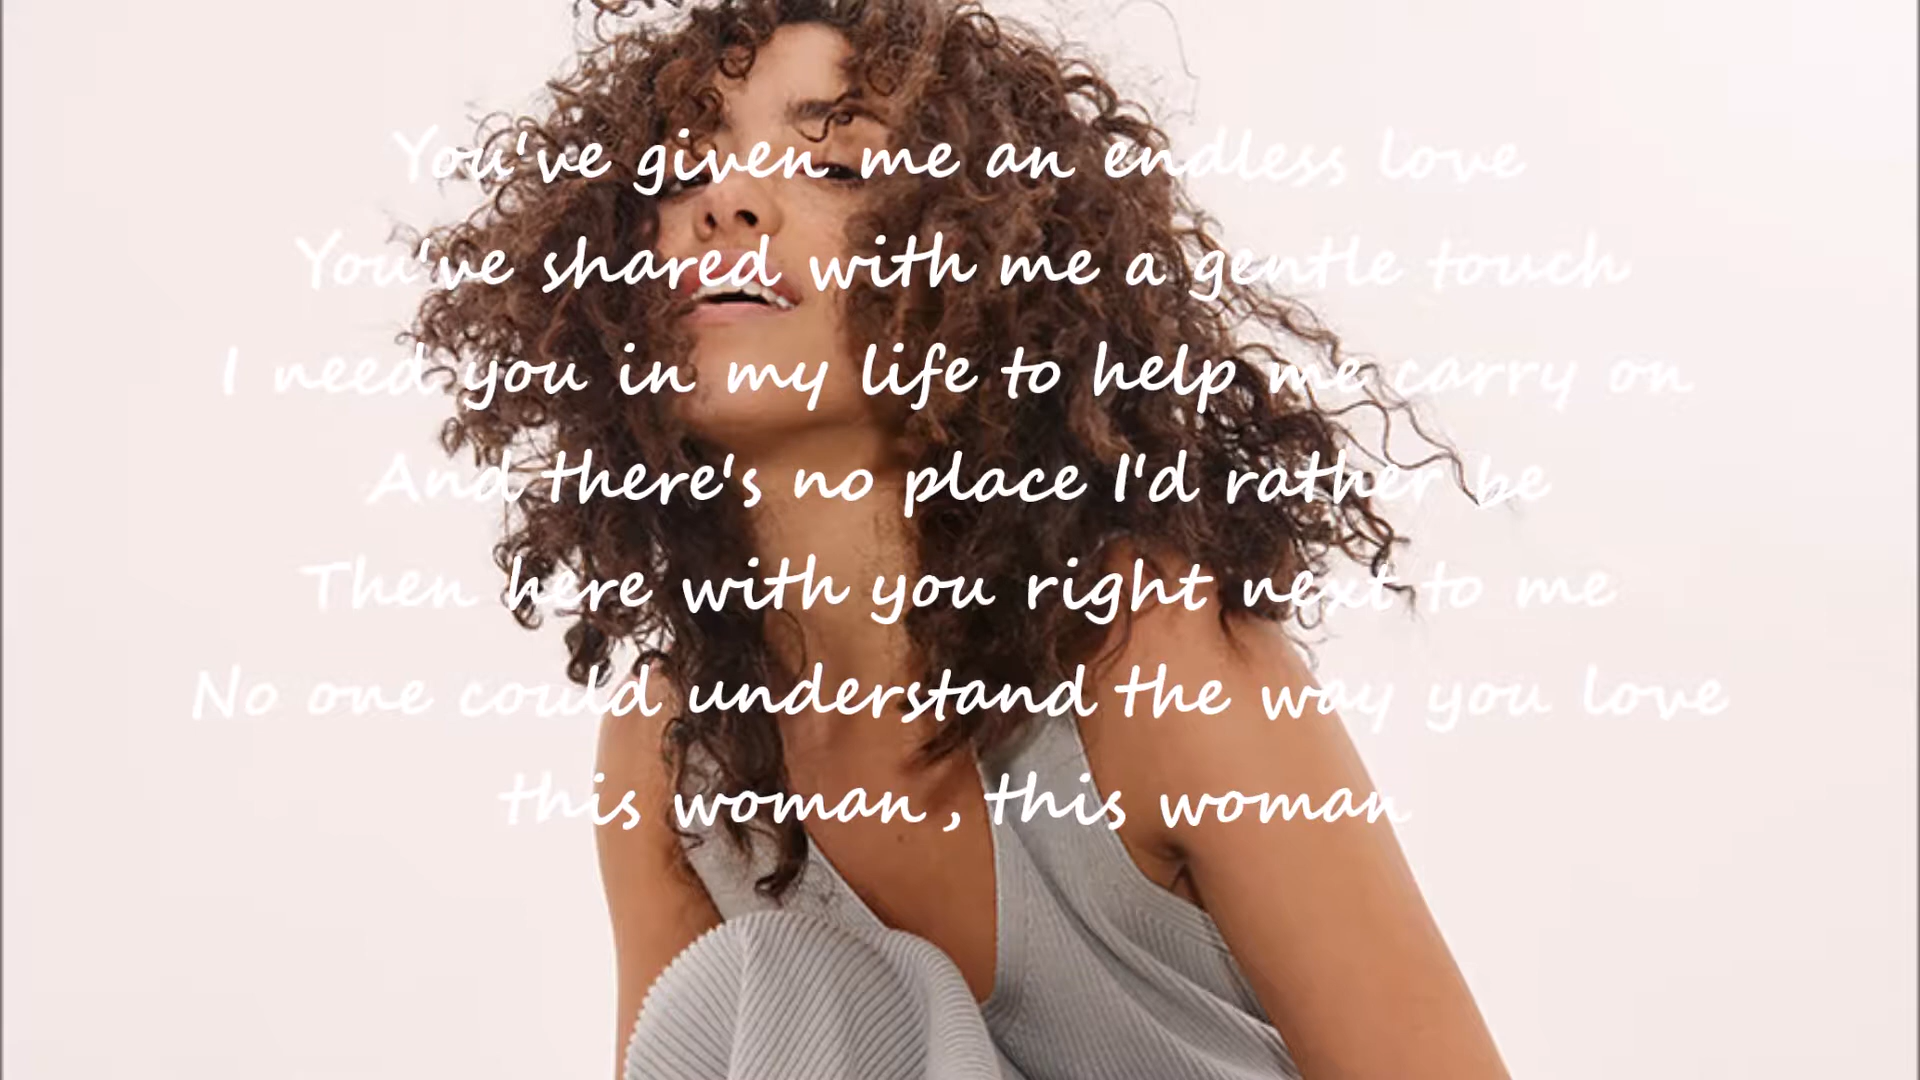 You've given me an endless love
You've shared with me a gentle touch
I need you in my life to help me carry on
And there's no place I'd rather be
Then here with you right next to me
No one could understand the way you love
this woman, this woman